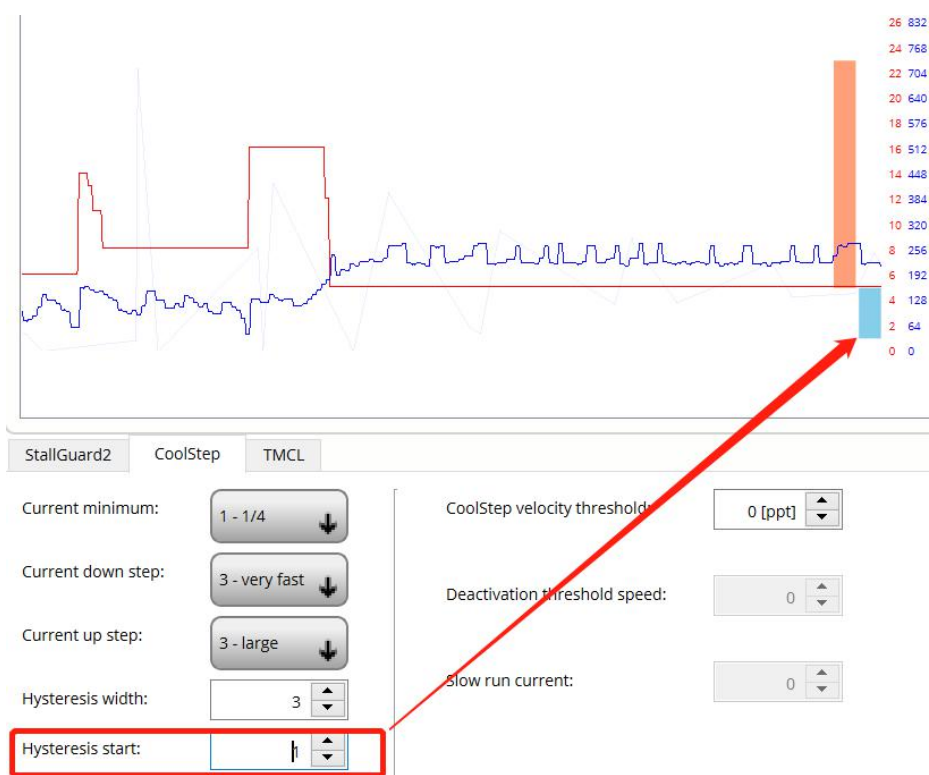 26 832
24 768
22 704
20 640
18 576
16 512
14 448
12 384
10 320
8 256
6 192
4 128
2 64
0 0
StallGuard2 CoolStep TMCL
Current minimum: 1 - 1/4 CoolStep velocity threshold: 0 [ppt]
Current down step: 3 - very fast Deactivation threshold speed: 0
Current up step: 3 - large
Slow run current: 0
Hysteresis width: 3
Hysteresis start: 1